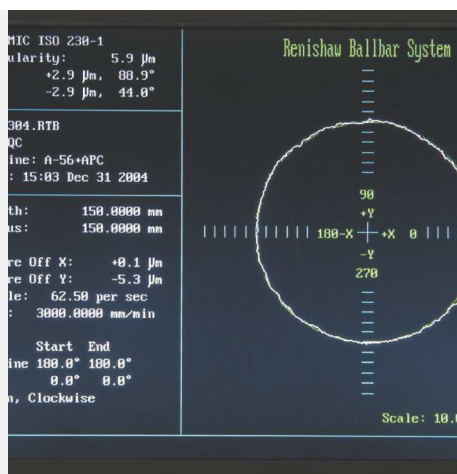 MIC ISO 230-1
ularity: 5.9 µm
+2.9 µm, 88.9°
-2.9 µm, 44.0°
304.RTB
QC
ine: A-56+APC
: 15:03 Dec 31 2004
th: 150.0000 mm
us: 150.0000 mm
re Off X: +0.1 µm
re Off Y: -5.3 µm
le: 62.50 per sec
: 3000.0000 mm/min
Start End
ine 180.0° 180.0°
0.0° 0.0°
m, Clockwise
Renishaw Ballbar System
90
+Y
180-X +X 0
-Y
270
Scale: 10.0